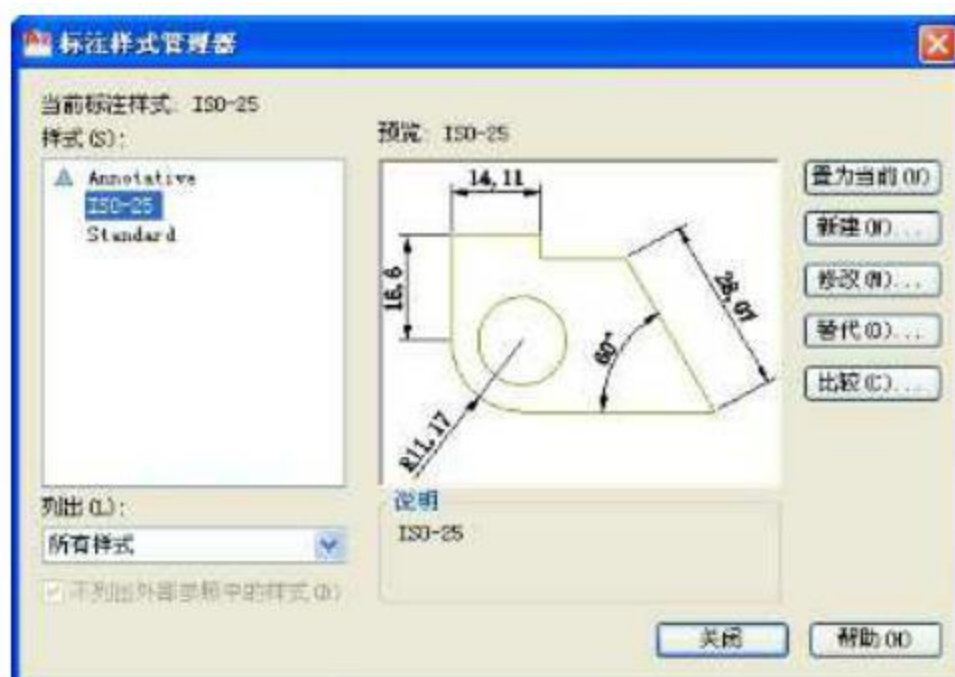 标注样式管理器
当前标注样式: ISO-25
样式(S):
Annotative
ISO-25
Standard
预览: ISO-25
14,11
16,6
28,07
60°
R11,17
置为当前(U)
新建(N)...
修改(M)...
替代(O)...
比较(C)...
列出(L):
所有样式
不列出外部参照中的样式(D)
说明
ISO-25
关闭
帮助(H)